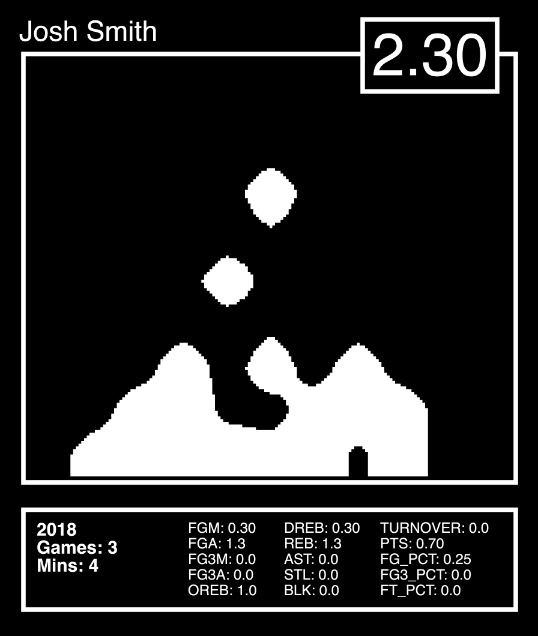 Josh Smith
2.30
2018
Games: 3
Mins: 4
FGM: 0.30
FGA: 1.3
FG3M: 0.0
FG3A: 0.0
OREB: 1.0
DREB: 0.30
REB: 1.3
AST: 0.0
STL: 0.0
BLK: 0.0
TURNOVER: 0.0
PTS: 0.70
FG_PCT: 0.25
FG3_PCT: 0.0
FT_PCT: 0.0